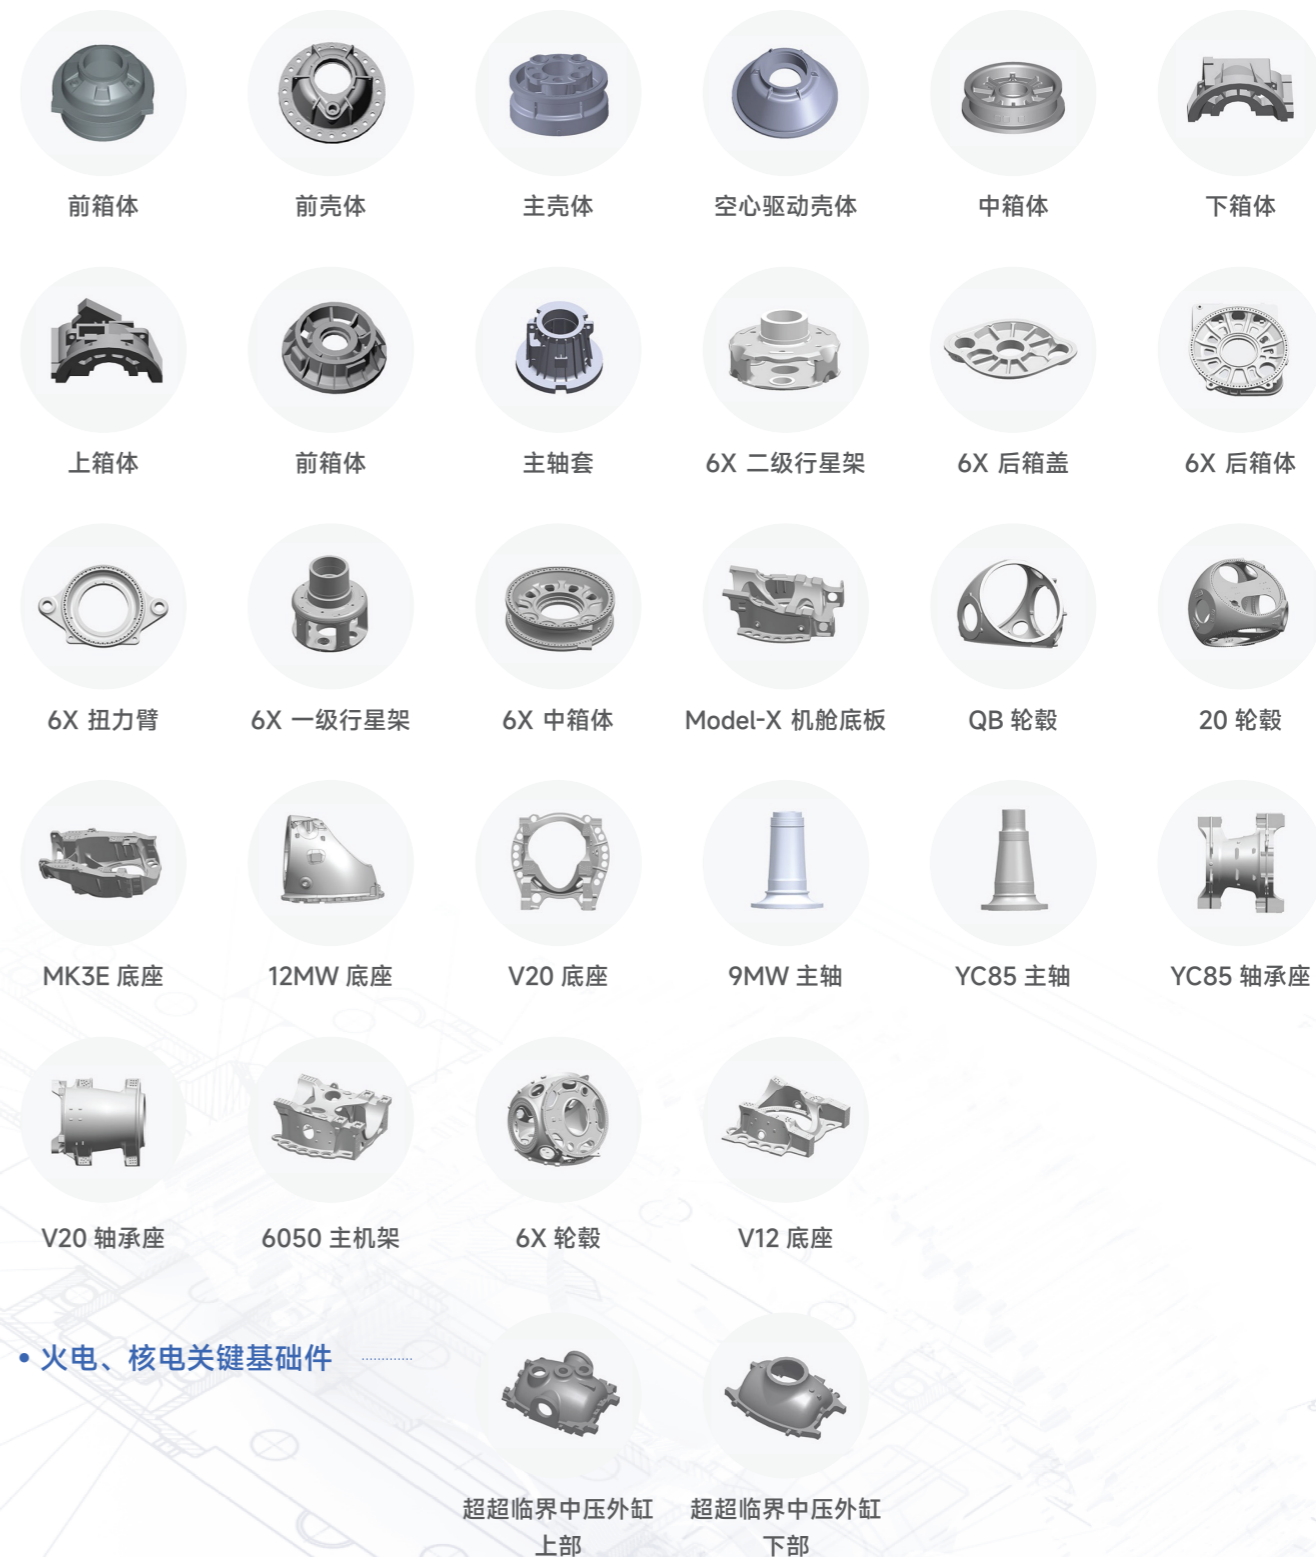 前箱体
前壳体
主壳体
空心驱动壳体
中箱体
下箱体
上箱体
前箱体
主轴套
6X 二级行星架
6X 后箱盖
6X 后箱体
6X 扭力臂
6X 一级行星架
6X 中箱体
Model-X 机舱底板
QB 轮毂
20 轮毂
MK3E 底座
12MW 底座
V20 底座
9MW 主轴
YC85 主轴
YC85 轴承座
V20 轴承座
6050 主机架
6X 轮毂
V12 底座
• 火电、核电关键基础件
超超临界中压外缸
上部
超超临界中压外缸
下部